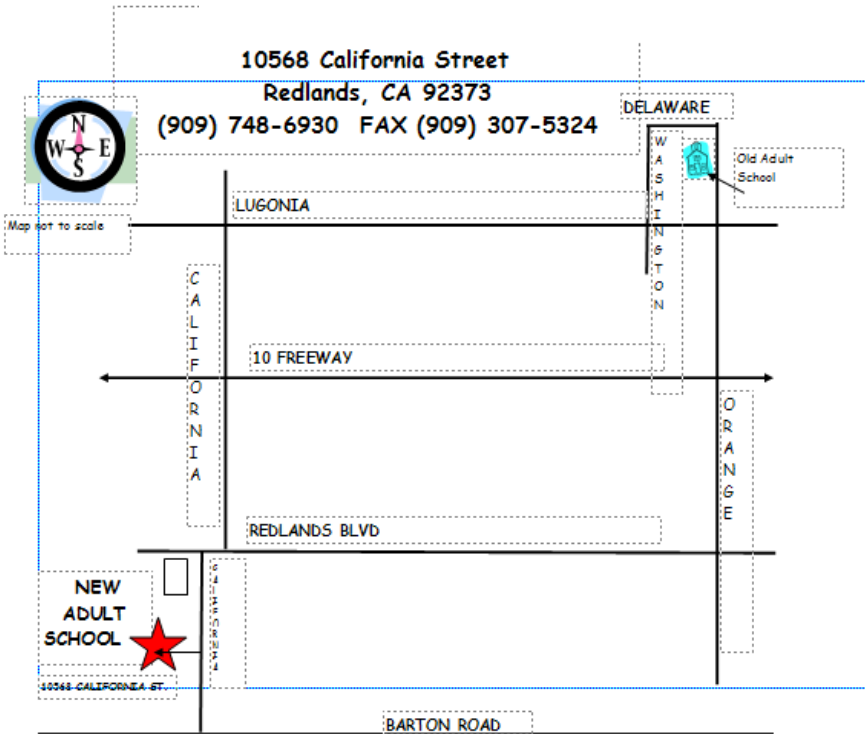 10568 California Street
Redlands, CA 92373
(909) 748-6930 FAX (909) 307-5324
DELAWARE
N
W E
S
WASHINGTON
Old Adult
School
LUGONIA
Map not to scale
CALIFORNIA
10 FREEWAY
ORANGE
REDLANDS BLVD
CALIFORNIA
NEW
ADULT
SCHOOL
10568 CALIFORNIA ST.
BARTON ROAD